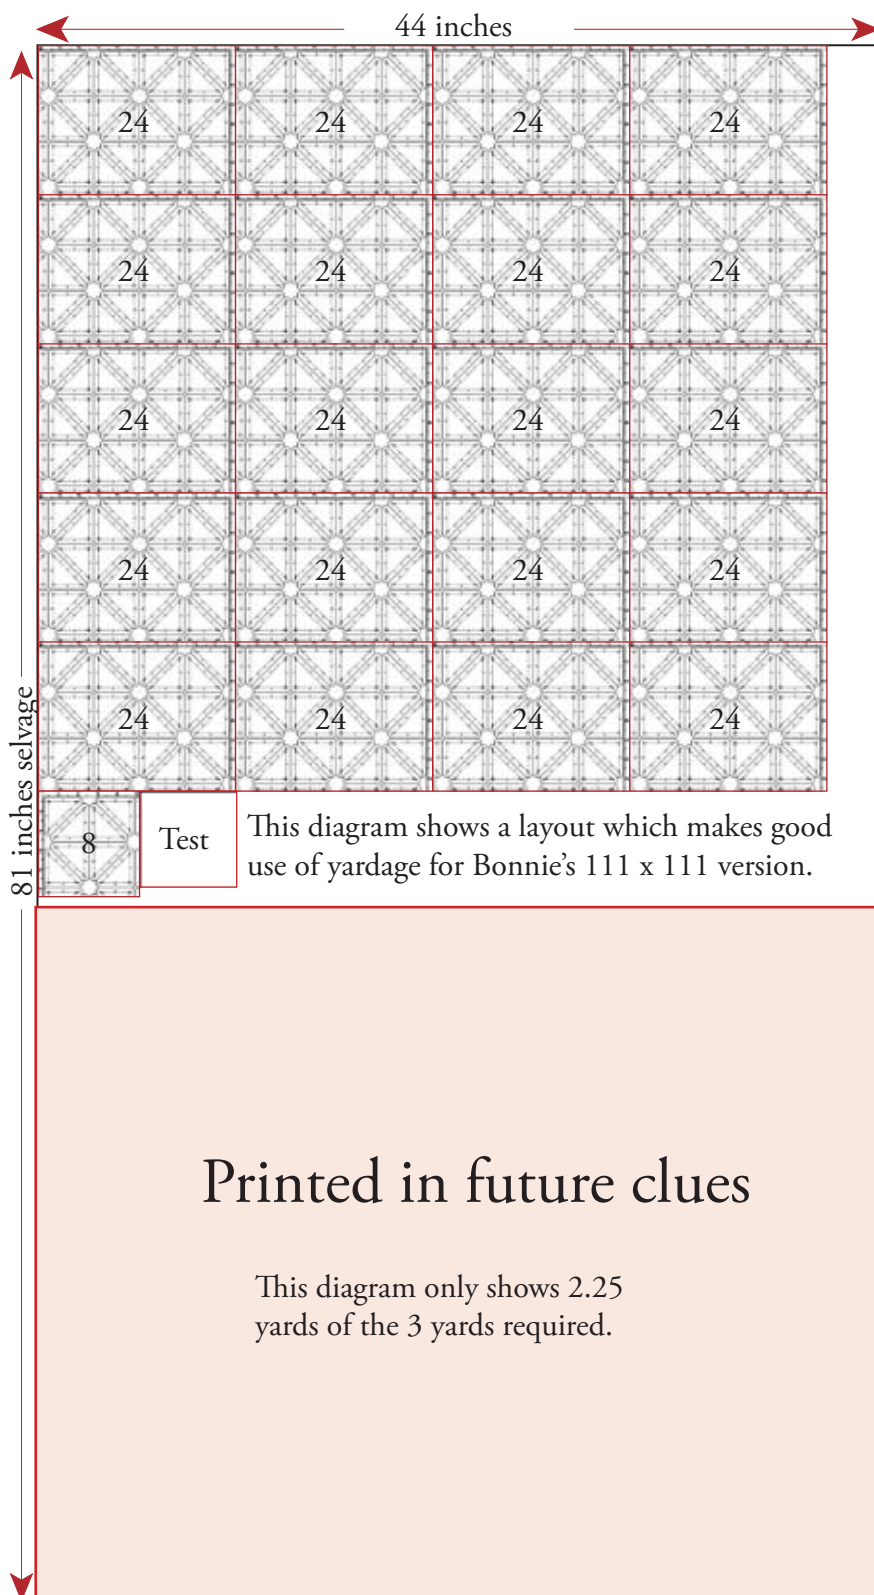 44 inches
24 24 24 24
24 24 24 24
24 24 24 24
24 24 24 24
24 24 24 24
81 inches selvage
8
Test
This diagram shows a layout which makes good
use of yardage for Bonnie’s 111 x 111 version.
Printed in future clues
This diagram only shows 2.25
yards of the 3 yards required.